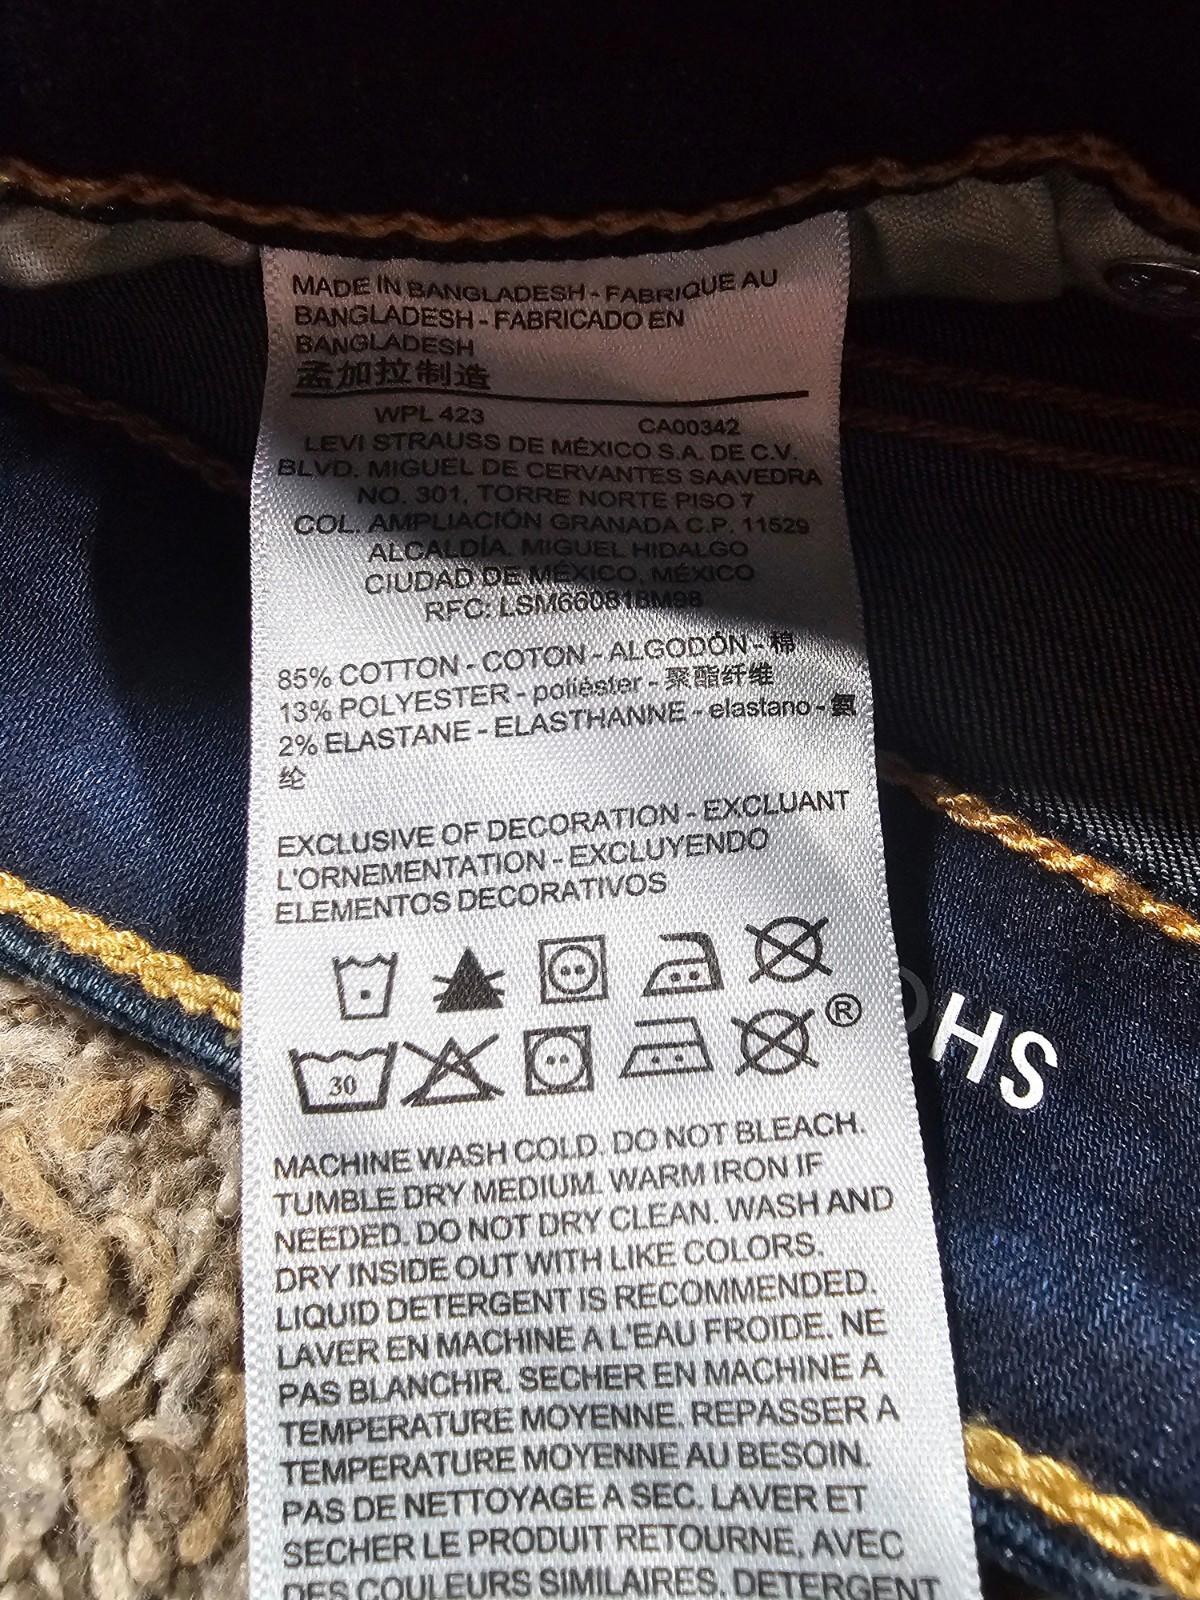 MADE IN BANGLADESH - FABRIQUE AU
BANGLADESH - FABRICADO EN
BANGLADESH
孟加拉制造
WPL 423 CA00342
LEVI STRAUSS DE MÉXICO S.A. DE C.V.
BLVD. MIGUEL DE CERVANTES SAAVEDRA
NO. 301, TORRE NORTE PISO 7
COL. AMPLIACIÓN GRANADA C.P. 11529
ALCALDÍA. MIGUEL HIDALGO
CIUDAD DE MÉXICO, MÉXICO
RFC: LSM660818M98
85% COTTON - COTON - ALGODÓN - 棉
13% POLYESTER - poliéster - 聚酯纤维
2% ELASTANE - ELASTHANNE - elastano - 氨
纶
EXCLUSIVE OF DECORATION - EXCLUANT
L'ORNEMENTATION - EXCLUYENDO
ELEMENTOS DECORATIVOS
®
30
HS
MACHINE WASH COLD. DO NOT BLEACH.
TUMBLE DRY MEDIUM. WARM IRON IF
NEEDED. DO NOT DRY CLEAN. WASH AND
DRY INSIDE OUT WITH LIKE COLORS.
LIQUID DETERGENT IS RECOMMENDED.
LAVER EN MACHINE A L'EAU FROIDE. NE
PAS BLANCHIR. SECHER EN MACHINE A
TEMPERATURE MOYENNE. REPASSER A
TEMPERATURE MOYENNE AU BESOIN.
PAS DE NETTOYAGE A SEC. LAVER ET
SECHER LE PRODUIT RETOURNE, AVEC
DES COULEURS SIMILAIRES. DETERGENT